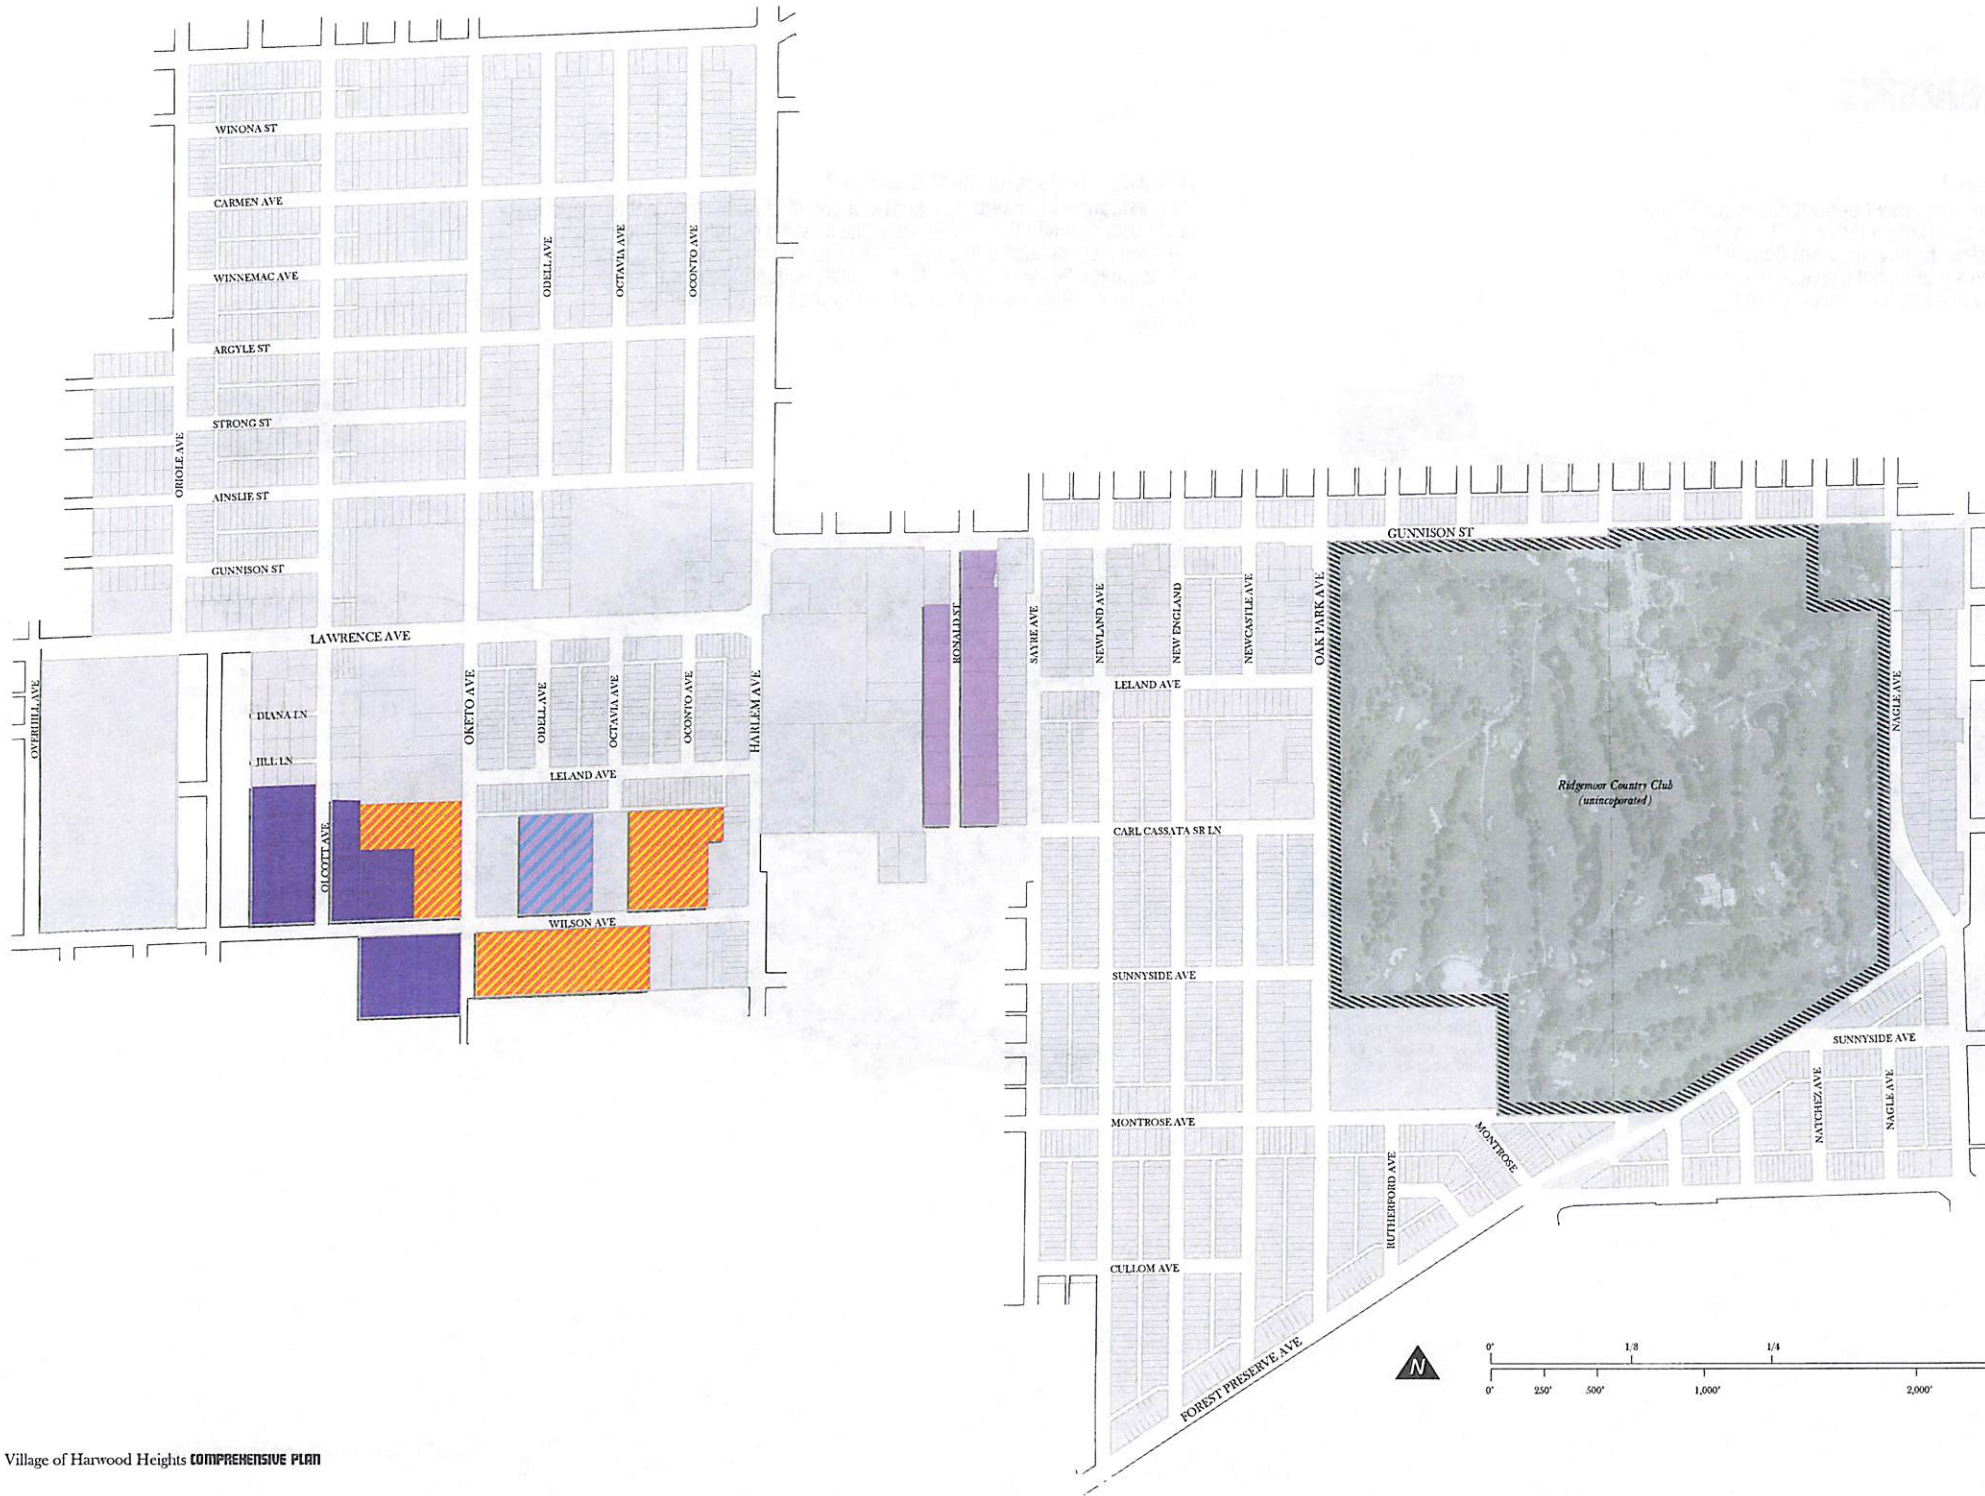 WINONA ST
CARMEN AVE
WINNEMAC AVE
ARGYLE ST
STRONG ST
AINSLIE ST
GUNNISON ST
ORIOLE AVE
ODELL AVE
OCTAVIA AVE
OCONTO AVE
LAWRENCE AVE
OVERHILL AVE
DIANA LN
JILL LN
OLCOTT AVE
OKETO AVE
ODELL AVE
OCTAVIA AVE
OCONTO AVE
HARLEM AVE
LELAND AVE
WILSON AVE
RONALD ST
SAYRE AVE
NEWLAND AVE
NEW ENGLAND
NEWCASTLE AVE
OAK PARK AVE
GUNNISON ST
LELAND AVE
CARL CASSATA SR LN
SUNNYSIDE AVE
MONTROSE AVE
CULLOM AVE
Ridgemoor Country Club
(unincoporated)
NAGLE AVE
SUNNYSIDE AVE
NATCHEZ AVE
NAGLE AVE
MONTROSE
RUTHERFORD AVE
FOREST PRESERVE AVE
N
0' 1/8 1/4
0' 250' 500' 1,000' 2,000'
Village of Harwood Heights COMPREHENSIVE PLAN